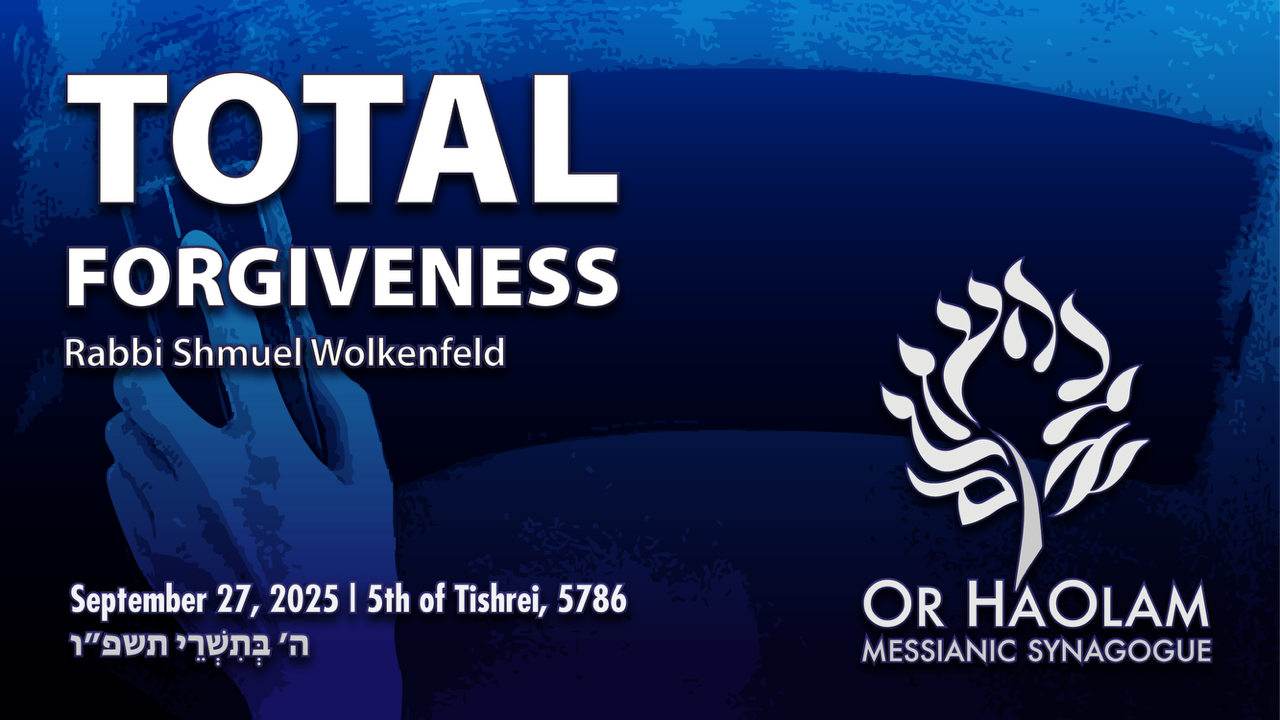 TOTAL
FORGIVENESS
Rabbi Shmuel Wolkenfeld
September 27, 2025 | 5th of Tishrei, 5786
ה׳ בְּתִשְׁרֵי תשפ״ו
OR HAOLAM
MESSIANIC SYNAGOGUE